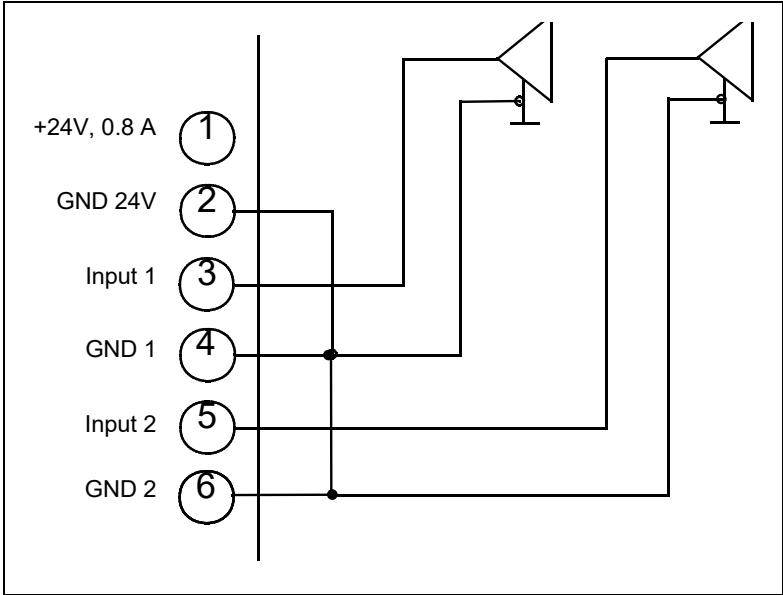 +24V, 0.8 A 1
GND 24V 2
Input 1 3
GND 1 4
Input 2 5
GND 2 6